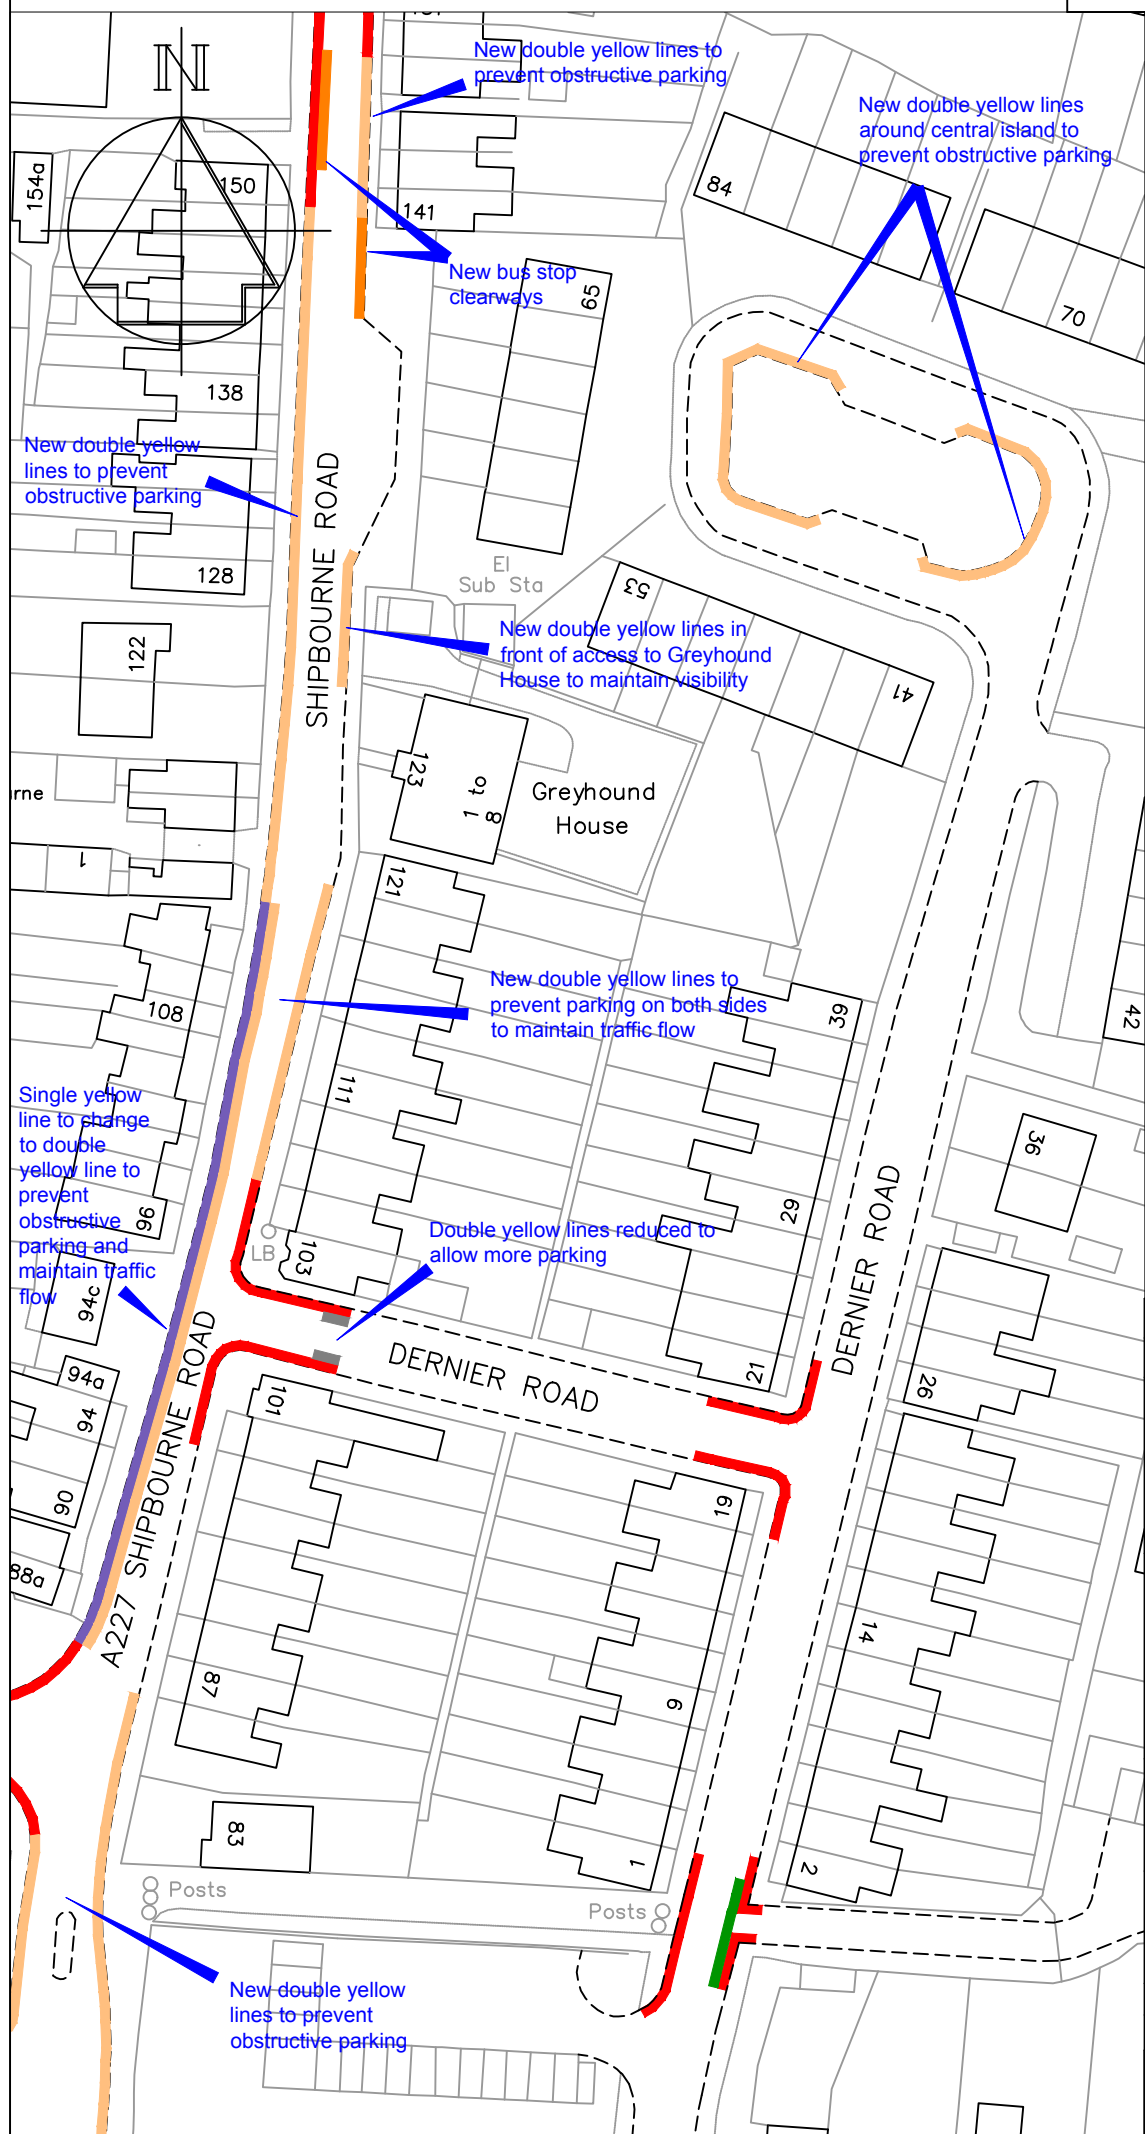 N
New double yellow lines to
prevent obstructive parking
New double yellow lines
around central island to
prevent obstructive parking
154a
150
141
84
New bus stop
clearways
65
70
138
New double yellow
lines to prevent
obstructive parking
SHIPBOURNE ROAD
128
El
Sub Sta
53
122
New double yellow lines in
front of access to Greyhound
House to maintain visibility
41
123
1 to 8
Greyhound
House
rne
1
121
108
New double yellow lines to
prevent parking on both sides
to maintain traffic flow
39
42
111
Single yellow
line to change
to double
yellow line to
prevent
obstructive
parking and
maintain traffic
flow
36
96
29
LB
103
Double yellow lines reduced to
allow more parking
94c
DERNIER ROAD
DERNIER ROAD
21
26
94a
94
101
90
19
88a
A227 SHIPBOURNE ROAD
14
87
6
83
1
2
Posts
Posts
New double yellow
lines to prevent
obstructive parking